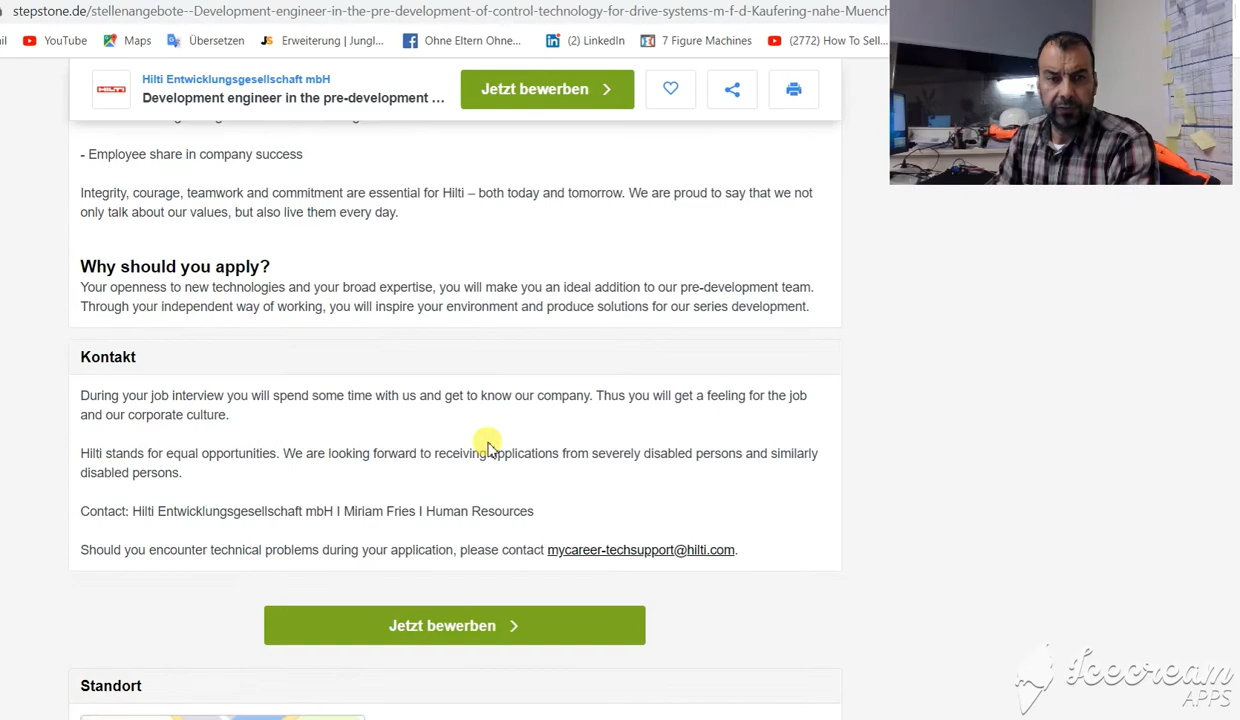 stepstone.de/stellenangebote--Development-engineer-in-the-pre-development-of-control-technology-for-drive-systems-m-f-d-Kaufering-nahe-Muench
il YouTube Maps Übersetzen Erweiterung | Jungl... Ohne Eltern Ohne... (2) LinkedIn 7 Figure Machines (2772) How To Sell...
HILTI
Hilti Entwicklungsgesellschaft mbH
Development engineer in the pre-development ...
Jetzt bewerben
- Employee share in company success
Integrity, courage, teamwork and commitment are essential for Hilti – both today and tomorrow. We are proud to say that we not
only talk about our values, but also live them every day.
Why should you apply?
Your openness to new technologies and your broad expertise, you will make you an ideal addition to our pre-development team.
Through your independent way of working, you will inspire your environment and produce solutions for our series development.
Kontakt
During your job interview you will spend some time with us and get to know our company. Thus you will get a feeling for the job
and our corporate culture.
Hilti stands for equal opportunities. We are looking forward to receiving applications from severely disabled persons and similarly
disabled persons.
Contact: Hilti Entwicklungsgesellschaft mbH I Miriam Fries I Human Resources
Should you encounter technical problems during your application, please contact mycareer-techsupport@hilti.com.
Jetzt bewerben
Standort
Icecream
APPS